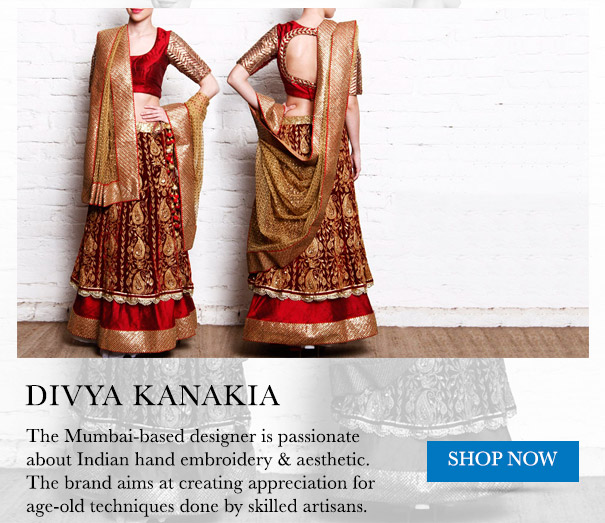 DIVYA KANAKIA
The Mumbai-based designer is passionate
about Indian hand embroidery & aesthetic.
The brand aims at creating appreciation for
age-old techniques done by skilled artisans.
SHOP NOW